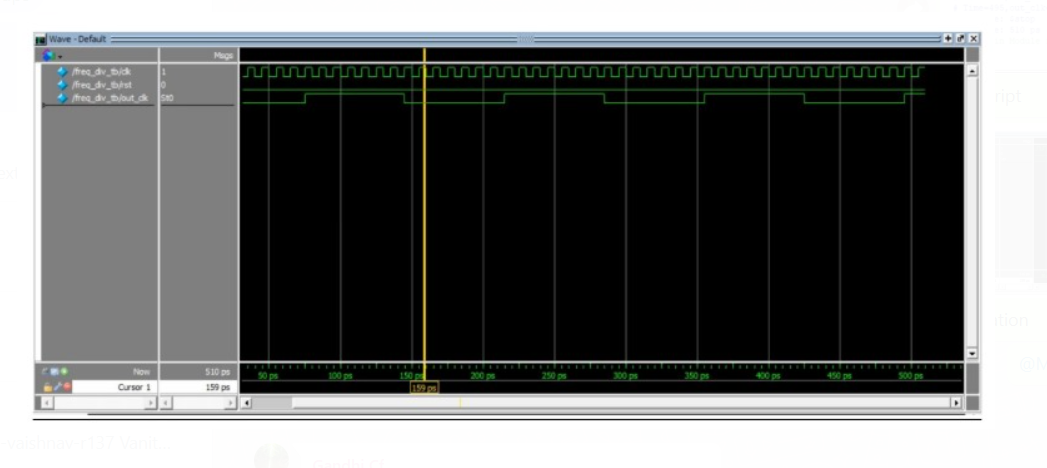 Wave - Default
Msgs
/freq_div_tb/clk 1
/freq_div_tb/rst 0
/freq_div_tb/out_clk St0
Now 510 ps
50 ps 100 ps 150 ps 200 ps 250 ps 300 ps 350 ps 400 ps 450 ps 500 ps
Cursor 1 159 ps
159 ps